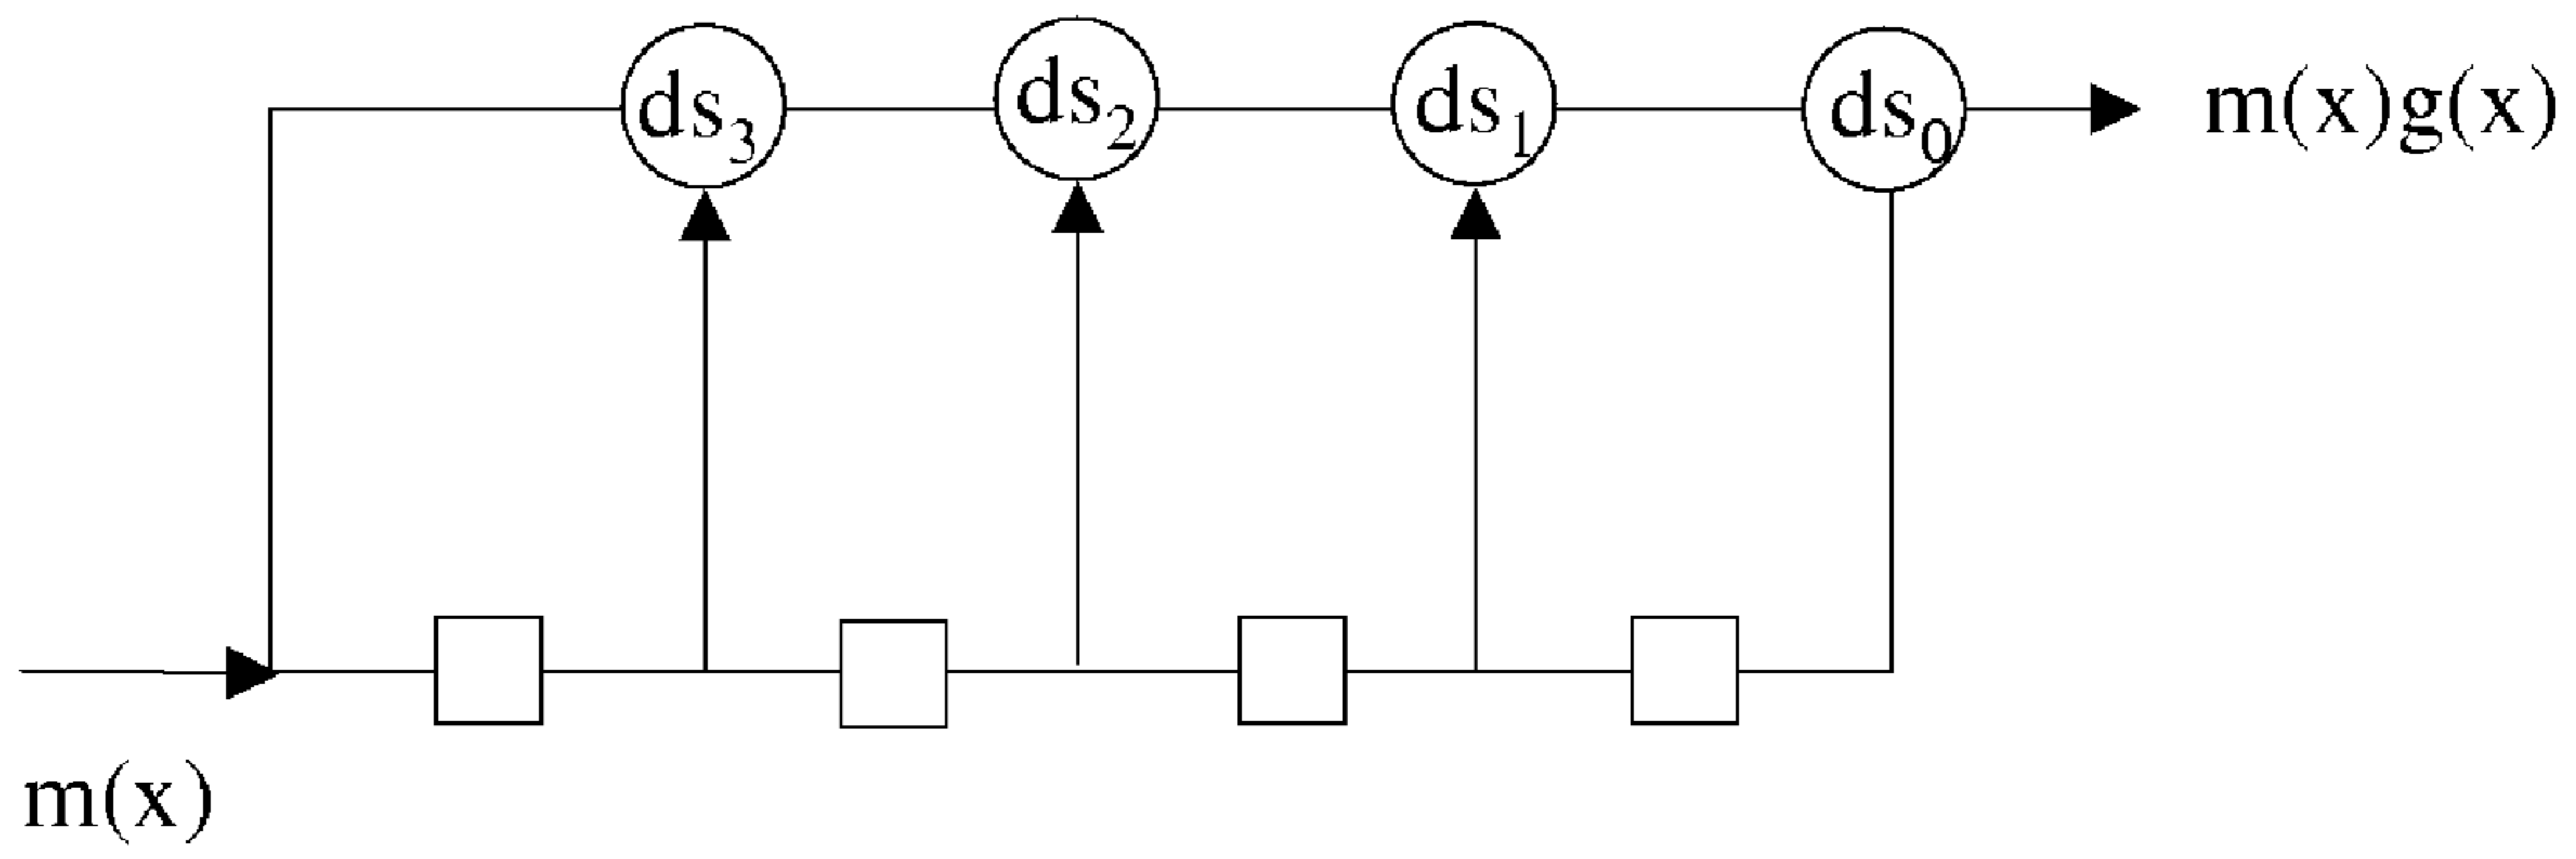 ds₃ ds₂ ds₁ ds₀ m(x)g(x)
m(x)